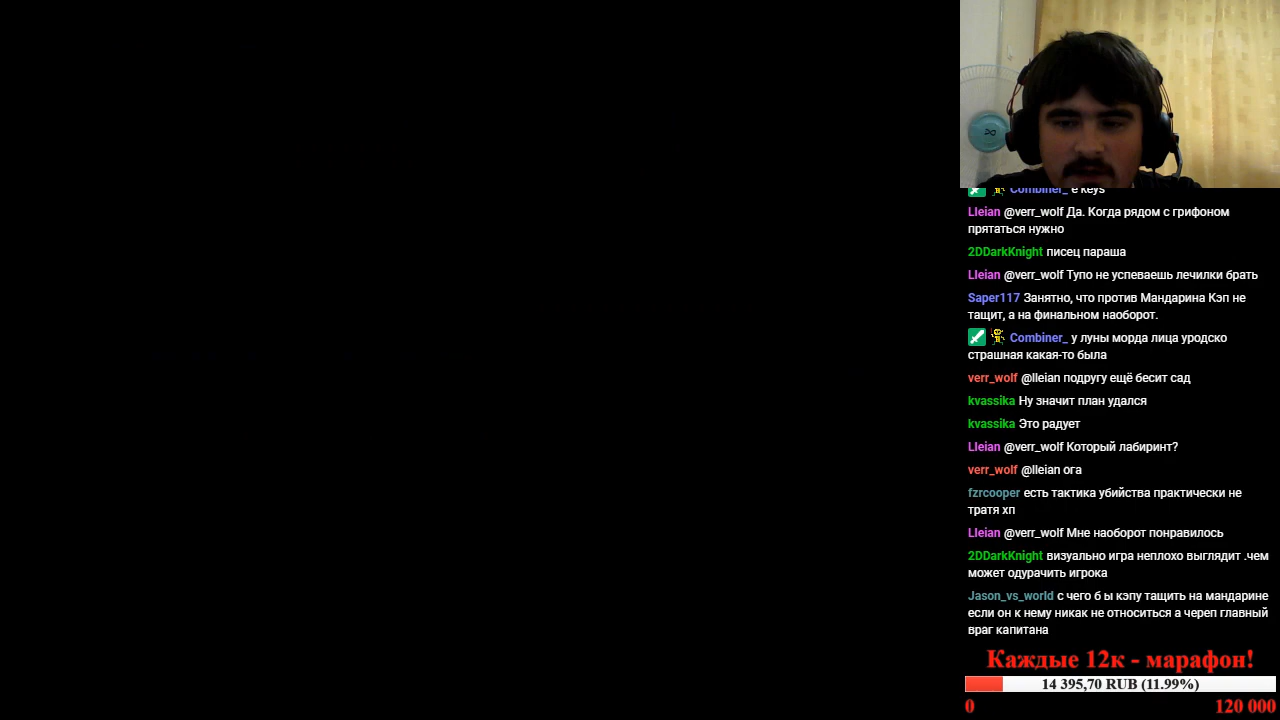 Combiner_ e keys
Lleian @verr_wolf Да. Когда рядом с грифоном
прятаться нужно
2DDarkKnight писец параша
Lleian @verr_wolf Тупо не успеваешь лечилки брать
Saper117 Занятно, что против Мандарина Кэп не
тащит, а на финальном наоборот.
Combiner_ у луны морда лица уродско
страшная какая-то была
verr_wolf @lleian подругу ещё бесит сад
kvassika Ну значит план удался
kvassika Это радует
Lleian @verr_wolf Который лабиринт?
verr_wolf @lleian ога
fzrcooper есть тактика убийства практически не
тратя хп
Lleian @verr_wolf Мне наоборот понравилось
2DDarkKnight визуально игра неплохо выглядит .чем
может одурачить игрока
Jason_vs_world с чего б ы кэпу тащить на мандарине
если он к нему никак не относиться а череп главный
враг капитана
Каждые 12к - марафон!
14 395,70 RUB (11.99%)
0 120 000